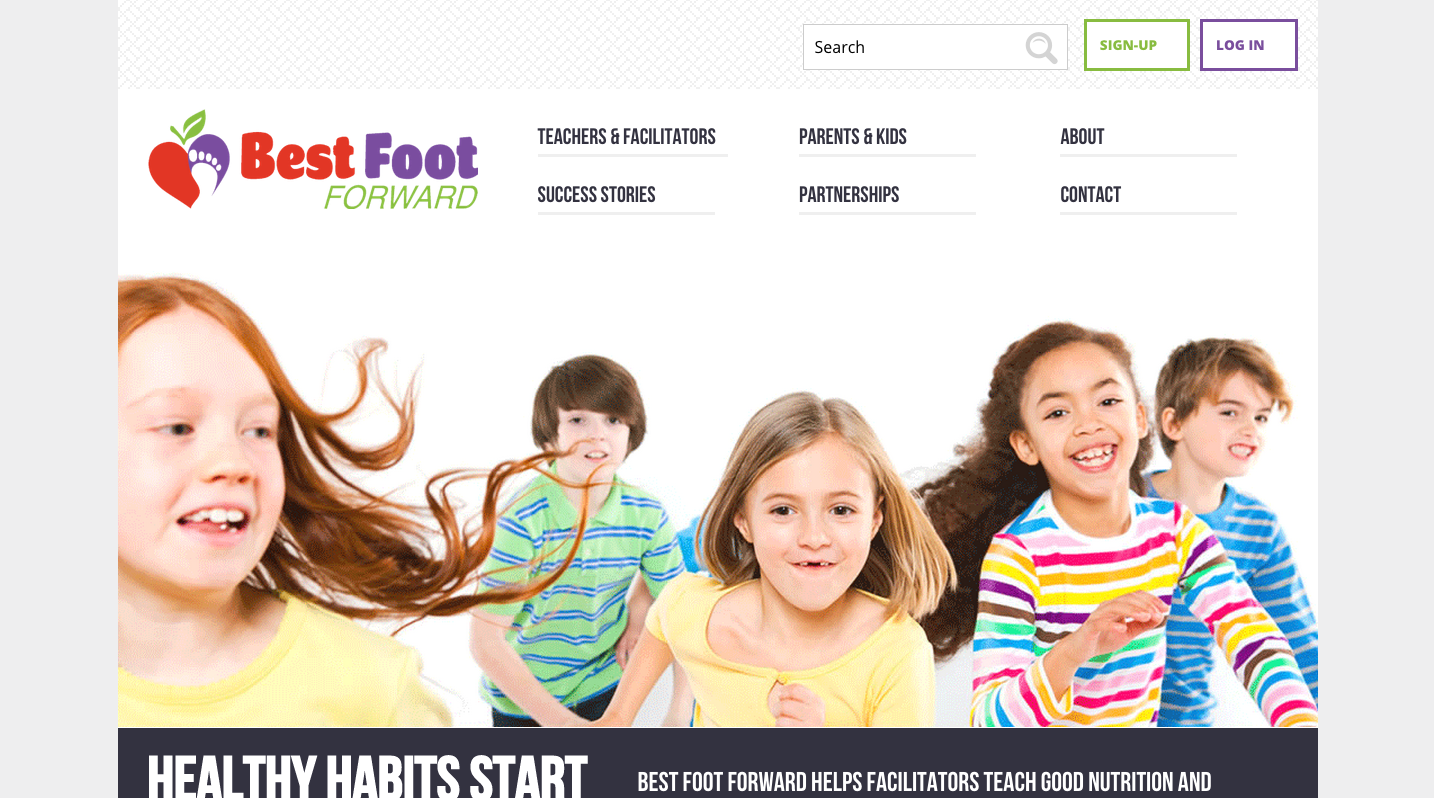 Search
SIGN-UP
LOG IN
Best Foot
FORWARD
TEACHERS & FACILITATORS
PARENTS & KIDS
ABOUT
SUCCESS STORIES
PARTNERSHIPS
CONTACT
HEALTHY HABITS START
BEST FOOT FORWARD HELPS FACILITATORS TEACH GOOD NUTRITION AND